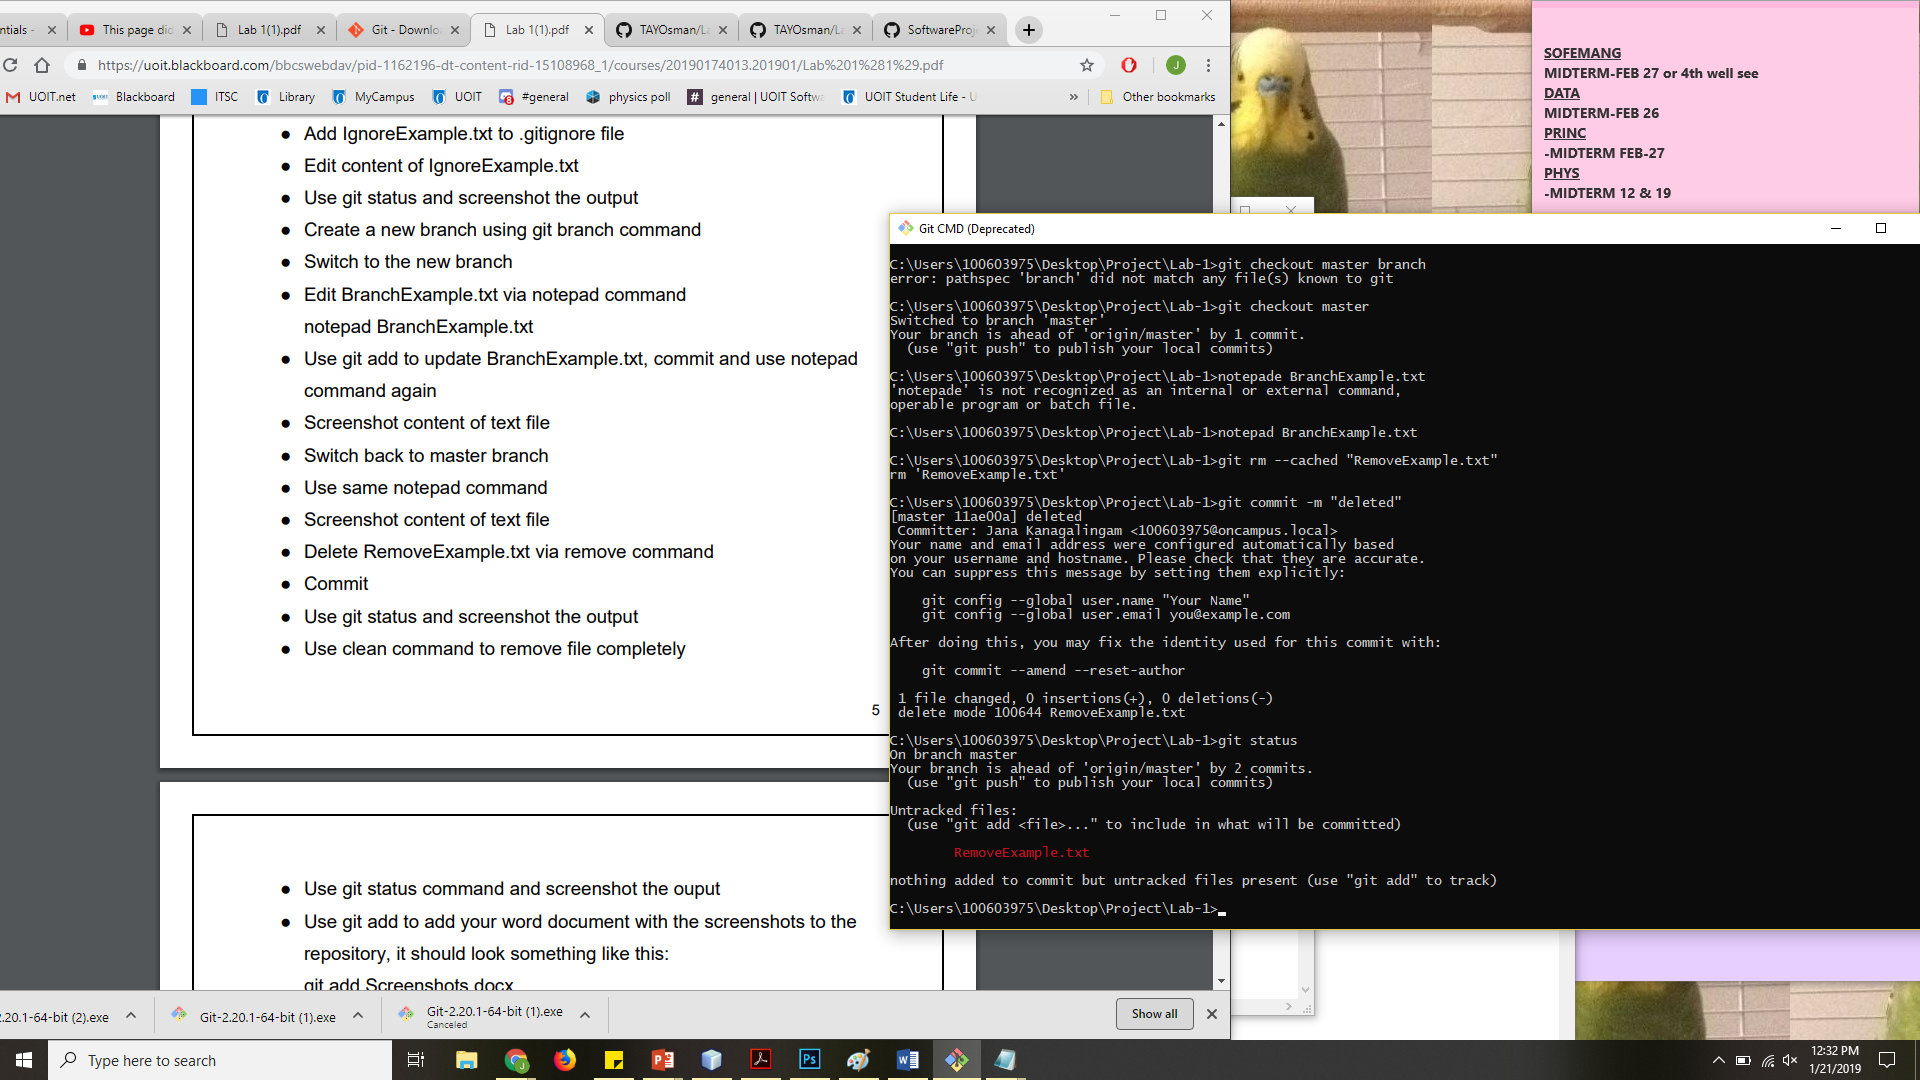 ntials -
This page did
Lab 1(1).pdf
Git - Downlo
Lab 1(1).pdf
TAYOsman/La
TAYOsman/La
SoftwareProj
https://uoit.blackboard.com/bbcswebdav/pid-1162196-dt-content-rid-15108968_1/courses/20190174013.201901/Lab%201%281%29.pdf
J
UOIT.net
Blackboard
ITSC
Library
MyCampus
UOIT
#general
physics poll
general | UOIT Softw
UOIT Student Life - U
»
Other bookmarks
● Add IgnoreExample.txt to .gitignore file
● Edit content of IgnoreExample.txt
● Use git status and screenshot the output
● Create a new branch using git branch command
● Switch to the new branch
● Edit BranchExample.txt via notepad command
notepad BranchExample.txt
● Use git add to update BranchExample.txt, commit and use notepad
command again
● Screenshot content of text file
● Switch back to master branch
● Use same notepad command
● Screenshot content of text file
● Delete RemoveExample.txt via remove command
● Commit
● Use git status and screenshot the output
● Use clean command to remove file completely
5
● Use git status command and screenshot the ouput
● Use git add to add your word document with the screenshots to the
repository, it should look something like this:
git add Screenshots.docx
SOFEMANG
MIDTERM-FEB 27 or 4th well see
DATA
MIDTERM-FEB 26
PRINC
-MIDTERM FEB-27
PHYS
-MIDTERM 12 & 19
Git CMD (Deprecated)
C:\Users\100603975\Desktop\Project\Lab-1>git checkout master branch
error: pathspec 'branch' did not match any file(s) known to git
C:\Users\100603975\Desktop\Project\Lab-1>git checkout master
Switched to branch 'master'
Your branch is ahead of 'origin/master' by 1 commit.
(use "git push" to publish your local commits)
C:\Users\100603975\Desktop\Project\Lab-1>notepade BranchExample.txt
'notepade' is not recognized as an internal or external command,
operable program or batch file.
C:\Users\100603975\Desktop\Project\Lab-1>notepad BranchExample.txt
C:\Users\100603975\Desktop\Project\Lab-1>git rm --cached "RemoveExample.txt"
rm 'RemoveExample.txt'
C:\Users\100603975\Desktop\Project\Lab-1>git commit -m "deleted"
[master 11ae00a] deleted
Committer: Jana Kanagalingam <100603975@oncampus.local>
Your name and email address were configured automatically based
on your username and hostname. Please check that they are accurate.
You can suppress this message by setting them explicitly:
git config --global user.name "Your Name"
git config --global user.email you@example.com
After doing this, you may fix the identity used for this commit with:
git commit --amend --reset-author
1 file changed, 0 insertions(+), 0 deletions(-)
delete mode 100644 RemoveExample.txt
C:\Users\100603975\Desktop\Project\Lab-1>git status
On branch master
Your branch is ahead of 'origin/master' by 2 commits.
(use "git push" to publish your local commits)
Untracked files:
(use "git add <file>..." to include in what will be committed)
RemoveExample.txt
nothing added to commit but untracked files present (use "git add" to track)
C:\Users\100603975\Desktop\Project\Lab-1>
.20.1-64-bit (2).exe
Git-2.20.1-64-bit (1).exe
Git-2.20.1-64-bit (1).exe
Canceled
Show all
Type here to search
Ps
12:32 PM
1/21/2019